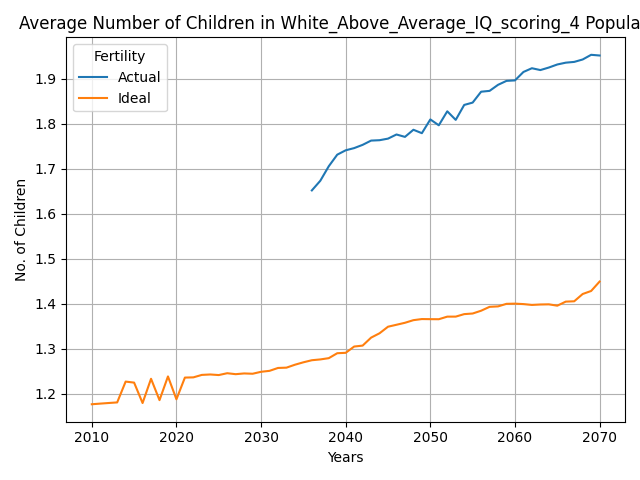 Average Number of Children in White_Above_Average_IQ_scoring_4 Popula
Fertility
Actual
Ideal
No. of Children
1.9
1.8
1.7
1.6
1.5
1.4
1.3
1.2
2010 2020 2030 2040 2050 2060 2070
Years